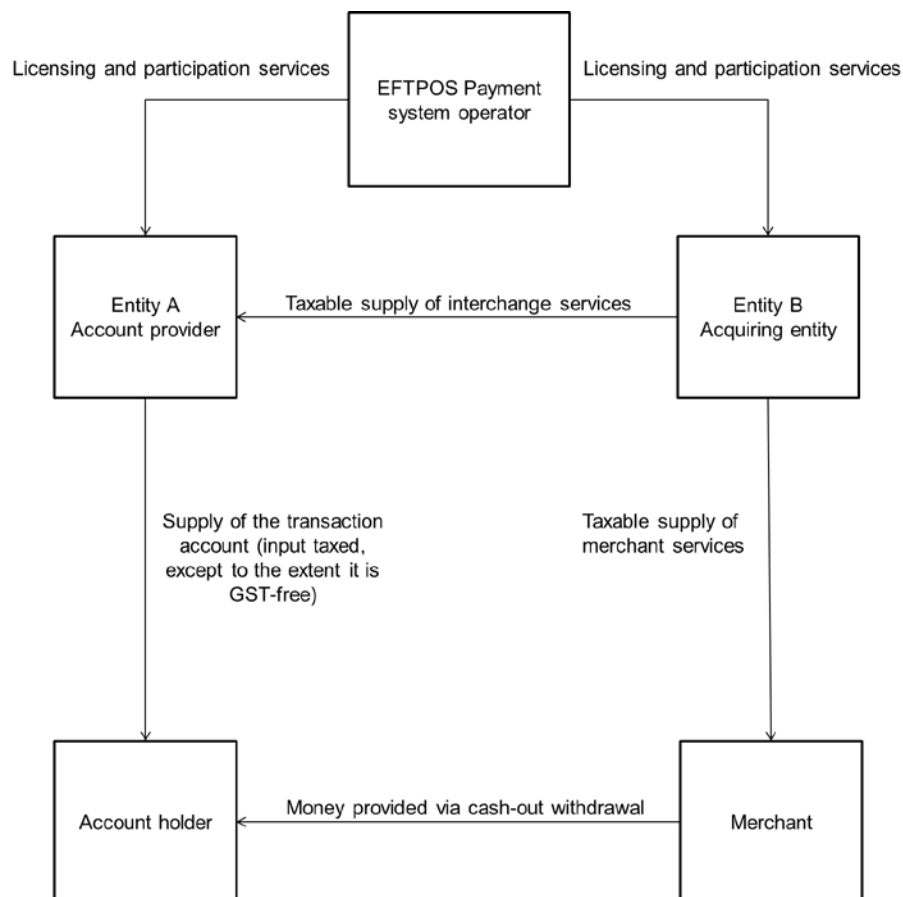 Licensing and participation services
Licensing and participation services
EFTPOS Payment
system operator
Entity A
Account provider
Taxable supply of interchange services
Entity B
Acquiring entity
Supply of the transaction
account (input taxed,
except to the extent it is
GST-free)
Taxable supply of
merchant services
Account holder
Money provided via cash-out withdrawal
Merchant